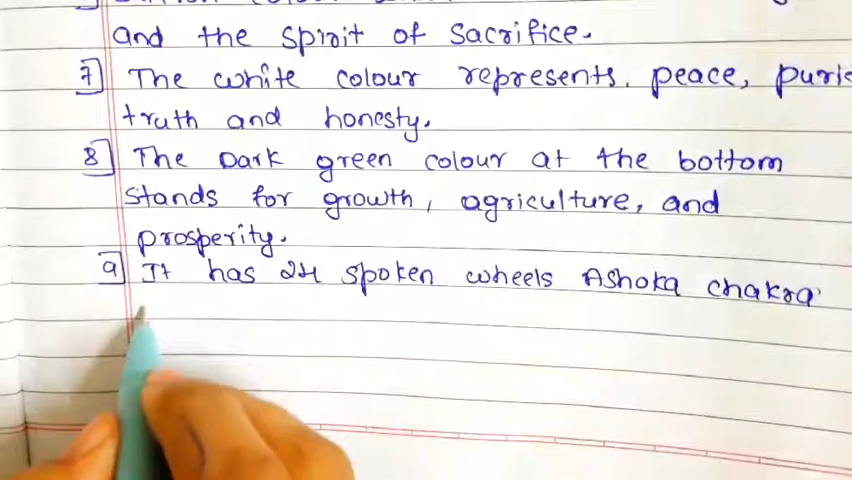 and the spirit of sacrifice.
7] The white colour represents, peace,
truth and honesty.
8] The Dark green colour at the bottom
stands for growth, agriculture, and
prosperity.
9] It has 24 spoken wheels Ashoka chakra